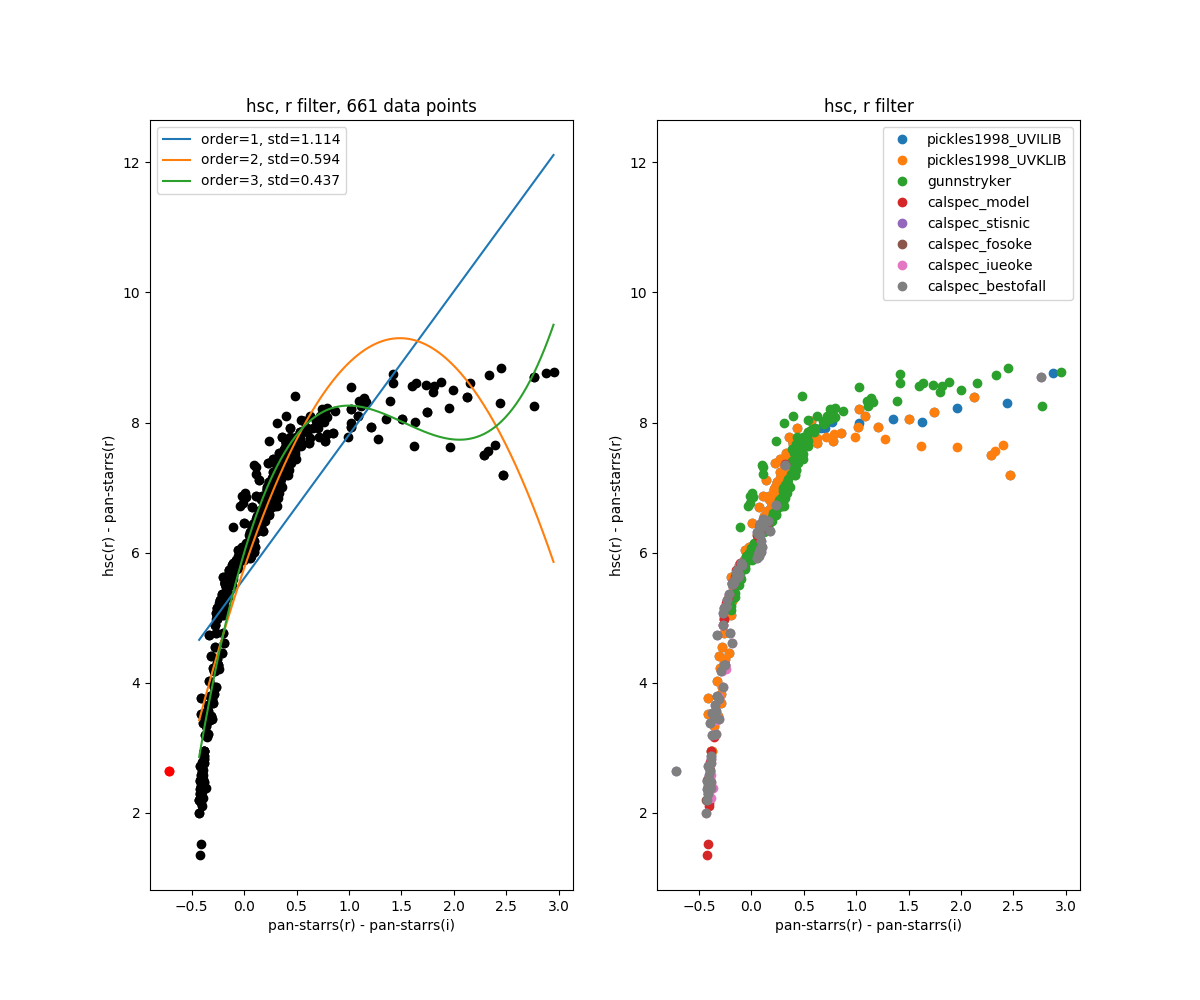 hsc, r filter, 661 data points
order=1, std=1.114
order=2, std=0.594
order=3, std=0.437
12
10
8
6
4
2
hsc(r) - pan-starrs(r)
−0.5 0.0 0.5 1.0 1.5 2.0 2.5 3.0
pan-starrs(r) - pan-starrs(i)
hsc, r filter
pickles1998_UVILIB
pickles1998_UVKLIB
gunnstryker
calspec_model
calspec_stisnic
calspec_fosoke
calspec_iueoke
calspec_bestofall
12
10
8
6
4
2
hsc(r) - pan-starrs(r)
−0.5 0.0 0.5 1.0 1.5 2.0 2.5 3.0
pan-starrs(r) - pan-starrs(i)